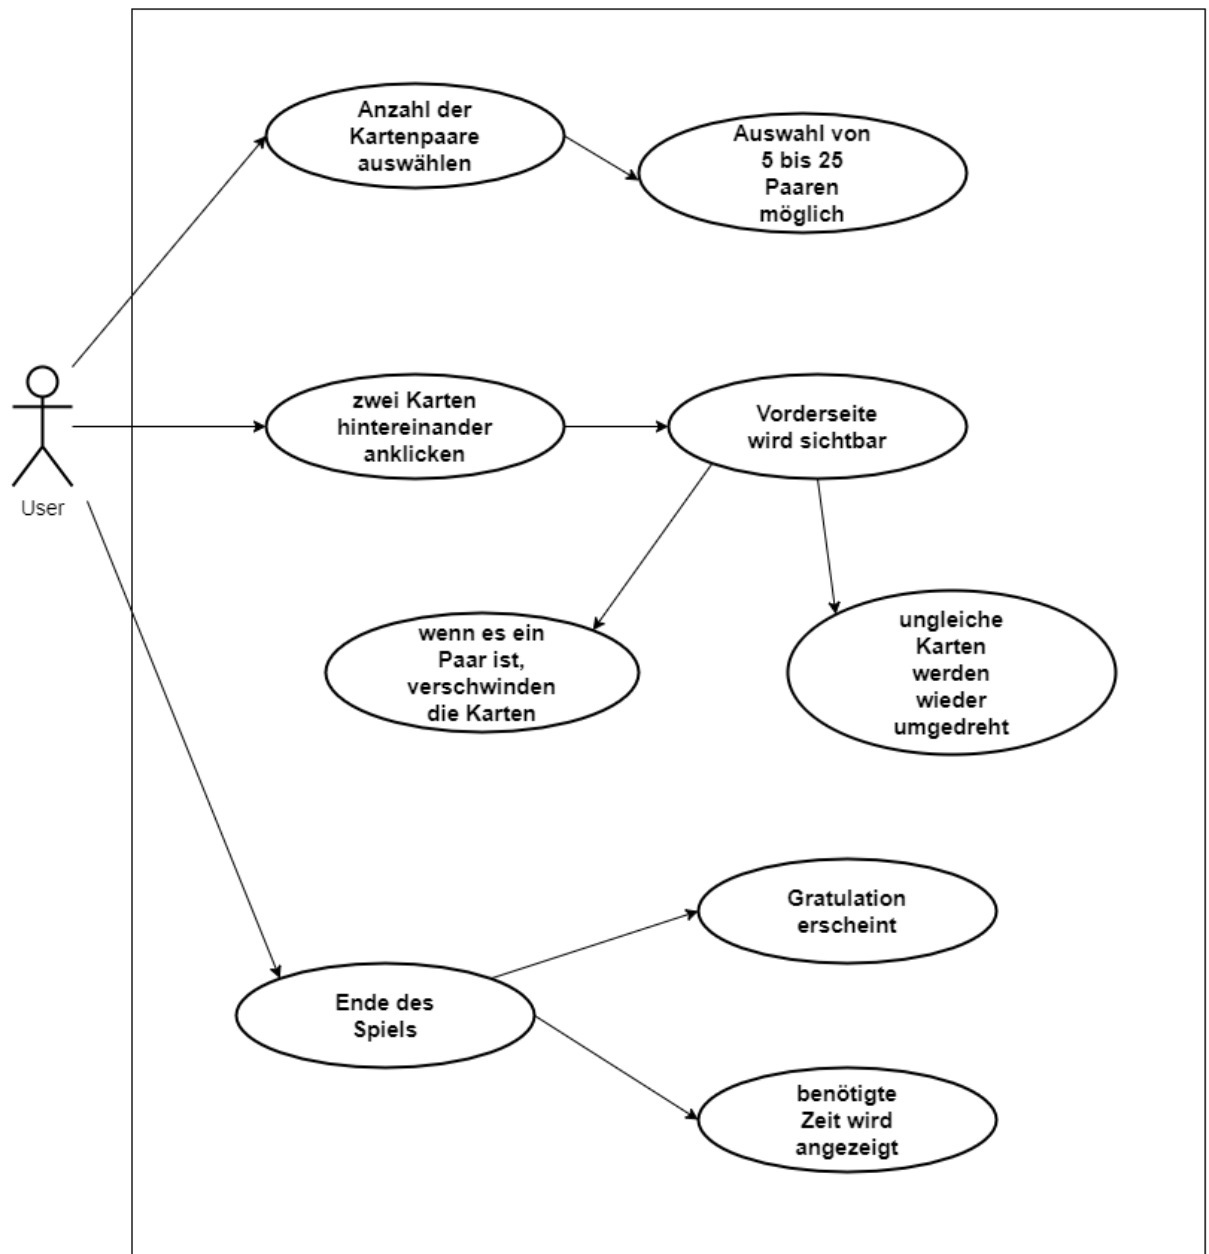 Anzahl der
Kartenpaare
auswählen
Auswahl von
5 bis 25
Paaren
möglich
User
zwei Karten
hintereinander
anklicken
Vorderseite
wird sichtbar
wenn es ein
Paar ist,
verschwinden
die Karten
ungleiche
Karten
werden
wieder
umgedreht
Ende des
Spiels
Gratulation
erscheint
benötigte
Zeit wird
angezeigt